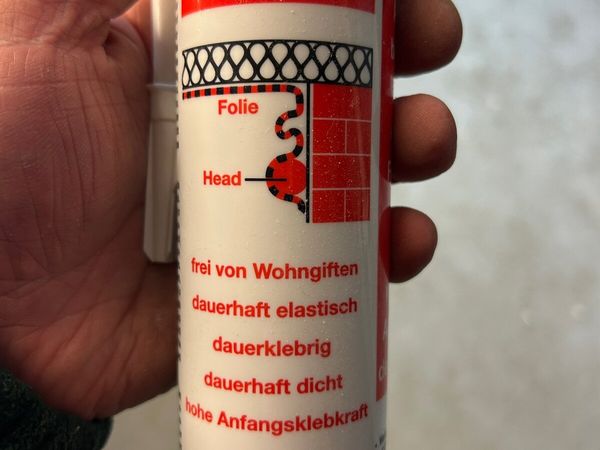 Folie
Head
frei von Wohngiften
dauerhaft elastisch
dauerklebrig
dauerhaft dicht
hohe Anfangsklebkraft